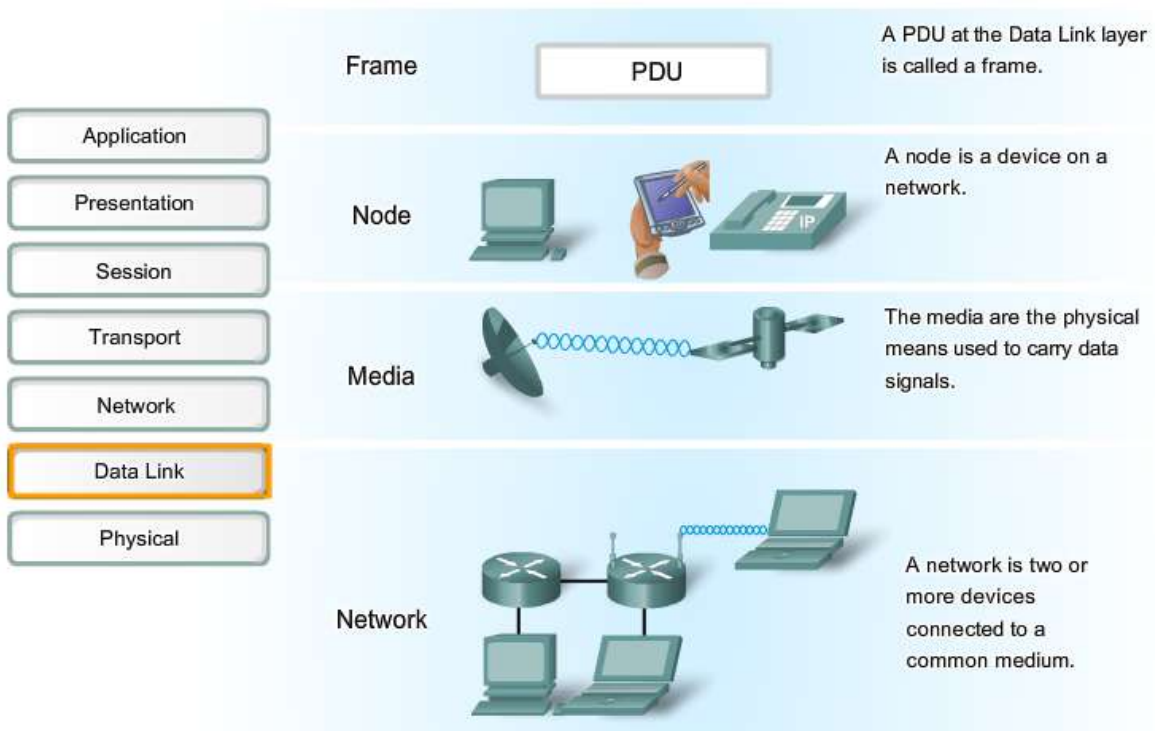 Application
Presentation
Session
Transport
Network
Data Link
Physical
Frame
PDU
A PDU at the Data Link layer
is called a frame.
Node
IP
A node is a device on a
network.
Media
The media are the physical
means used to carry data
signals.
Network
A network is two or
more devices
connected to a
common medium.